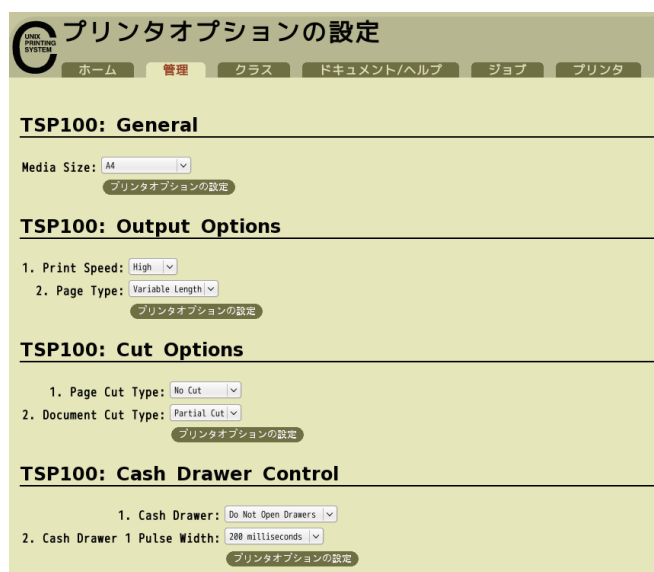 UNIX
PRINTING
SYSTEM
プリンタオプションの設定
ホーム 管理 クラス ドキュメント/ヘルプ ジョブ プリンタ
TSP100: General
Media Size: A4
プリンタオプションの設定
TSP100: Output Options
1. Print Speed: High
2. Page Type: Variable Length
プリンタオプションの設定
TSP100: Cut Options
1. Page Cut Type: No Cut
2. Document Cut Type: Partial Cut
プリンタオプションの設定
TSP100: Cash Drawer Control
1. Cash Drawer: Do Not Open Drawers
2. Cash Drawer 1 Pulse Width: 200 milliseconds
プリンタオプションの設定